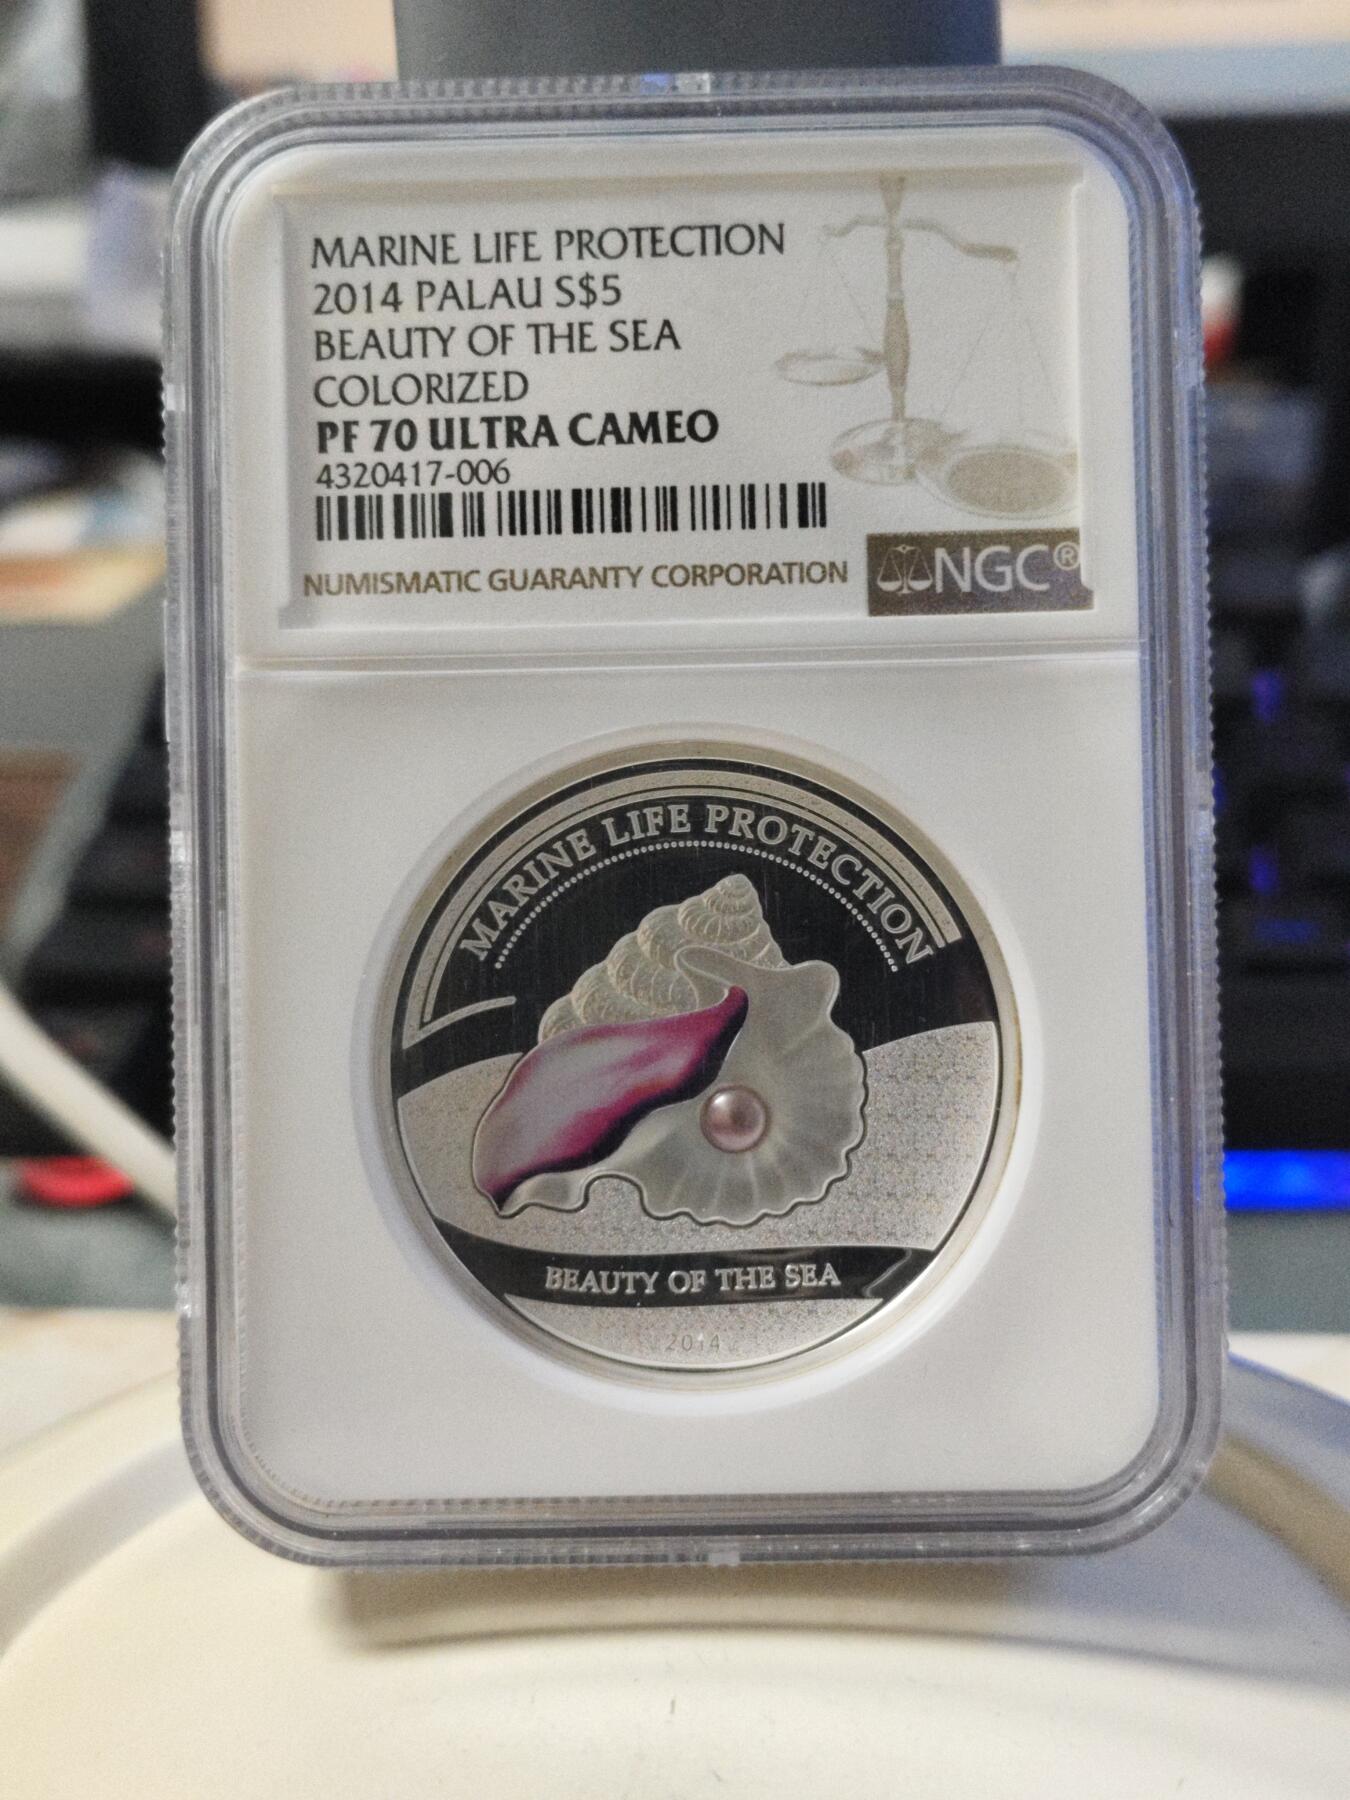 MARINE LIFE PROTECTION
2014 PALAU S$5
BEAUTY OF THE SEA
COLORIZED
PF 70 ULTRA CAMEO
4320417-006
NUMISMATIC GUARANTY CORPORATION
NGC®
MARINE LIFE PROTECTION
BEAUTY OF THE SEA
2014